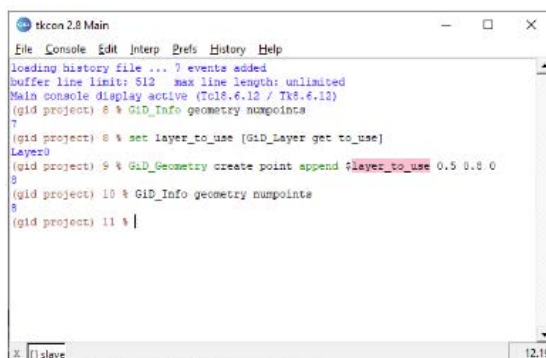 tkcon 2.8 Main
File Console Edit Interp Prefs History Help
loading history file ... 7 events added
buffer line limit: 512 max line length: unlimited
Main console display active (Tcl8.6.12 / Tk8.6.12)
(gid project) 8 % GiD_Info geometry numpoints
7
(gid project) 8 % set layer_to_use [GiD_Layer get to_use]
Layer0
(gid project) 9 % GiD_Geometry create point append $layer_to_use 0.5 0.8 0
8
(gid project) 10 % GiD_Info geometry numpoints
8
(gid project) 11 %
X () slave